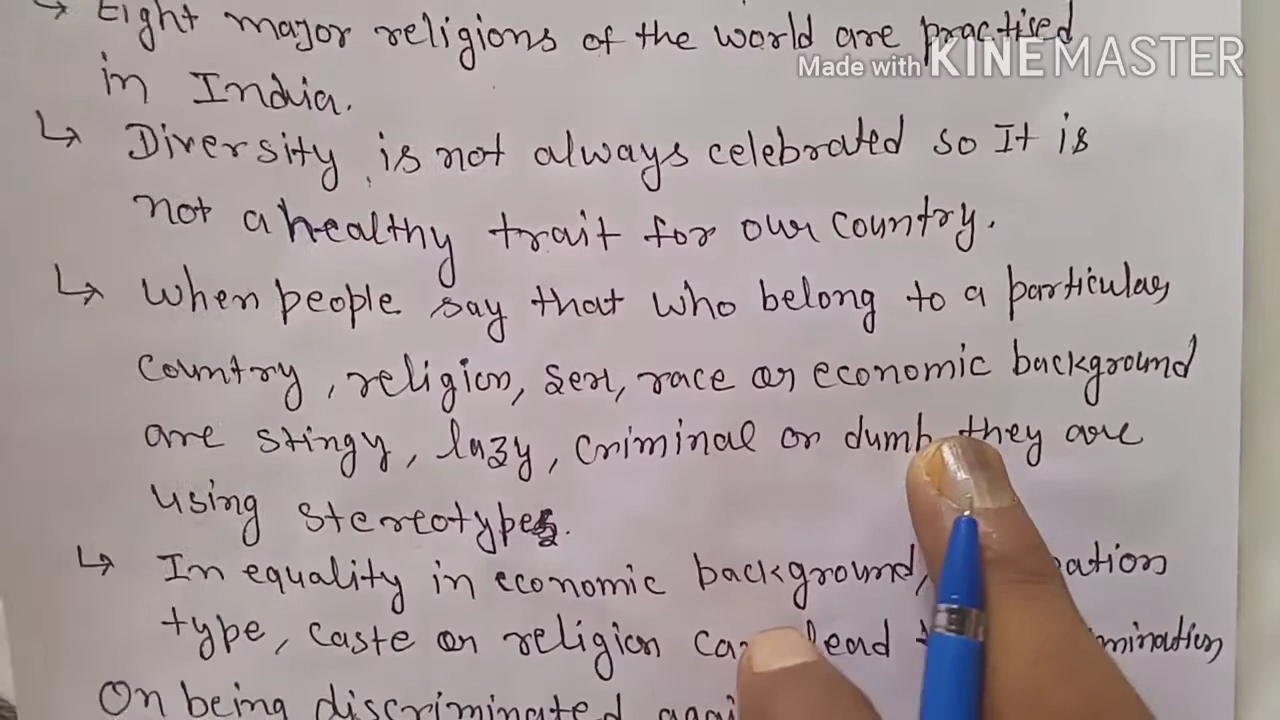 Eight major religions of the world are practised
Made with KINEMASTER
in India.
↳ Diversity is not always celebrated so It is
not a healthy trait for our country.
↳ When people say that who belong to a particular
country, religion, sex, race or economic background
are stingy, lazy, criminal or dumb they are
using stereotypes.
↳ In equality in economic background,
type, caste or religion can lead
On being discriminated